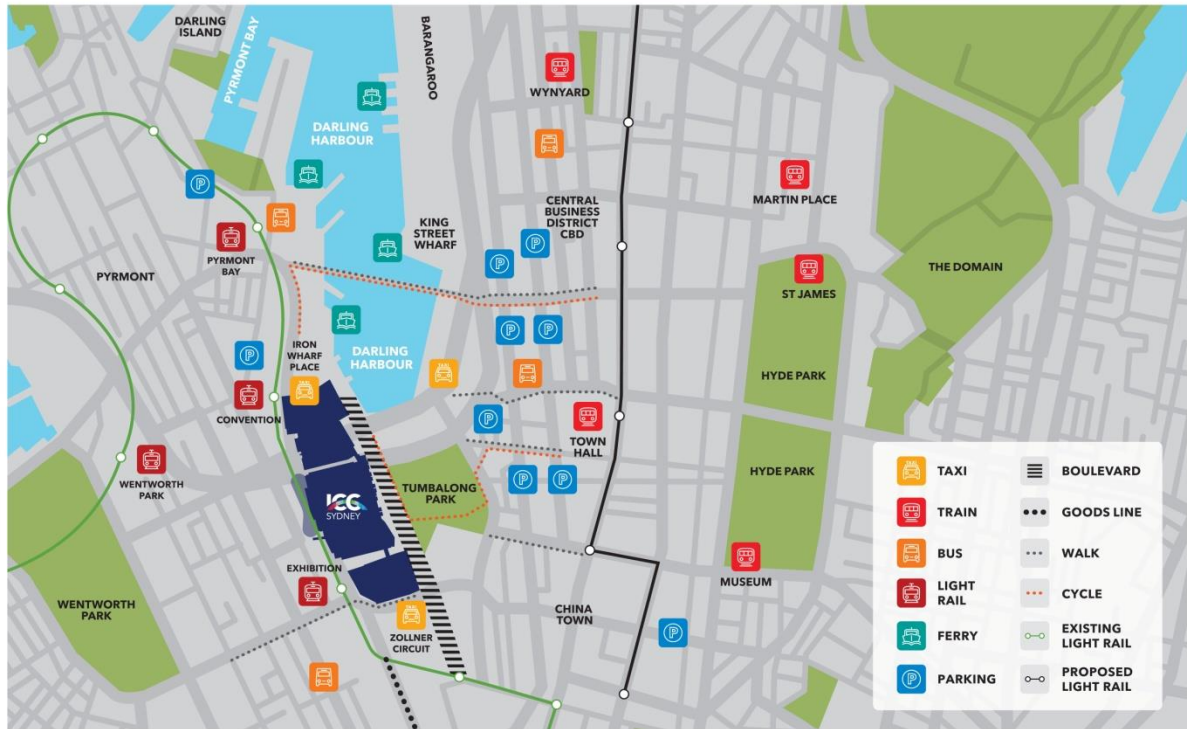 DARLING
ISLAND
PYRMONT BAY
BARANGAROO
WYNYARD
DARLING
HARBOUR
MARTIN PLACE
CENTRAL
BUSINESS
DISTRICT
CBD
KING
STREET
WHARF
P
P
P
PYRMONT
BAY
PYRMONT
THE DOMAIN
ST JAMES
P
P
IRON
WHARF
PLACE
P
DARLING
HARBOUR
HYDE PARK
CONVENTION
P
TOWN
HALL
WENTWORTH
PARK
TUMBALONG
PARK
P
P
HYDE PARK
ICC
SYDNEY
EXHIBITION
MUSEUM
WENTWORTH
PARK
CHINA
TOWN
ZOLLNER
CIRCUIT
P
TAXI
TRAIN
BUS
LIGHT
RAIL
FERRY
P
PARKING
BOULEVARD
GOODS LINE
WALK
CYCLE
EXISTING
LIGHT RAIL
PROPOSED
LIGHT RAIL